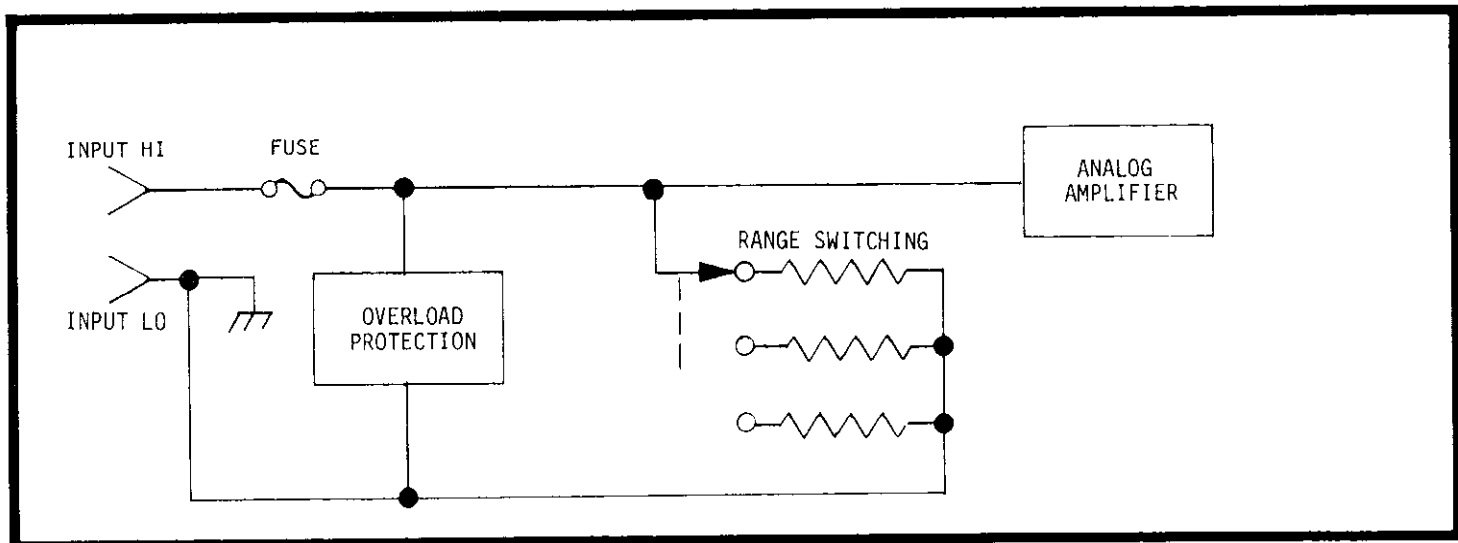 INPUT HI
FUSE
ANALOG
AMPLIFIER
RANGE SWITCHING
INPUT LO
OVERLOAD
PROTECTION